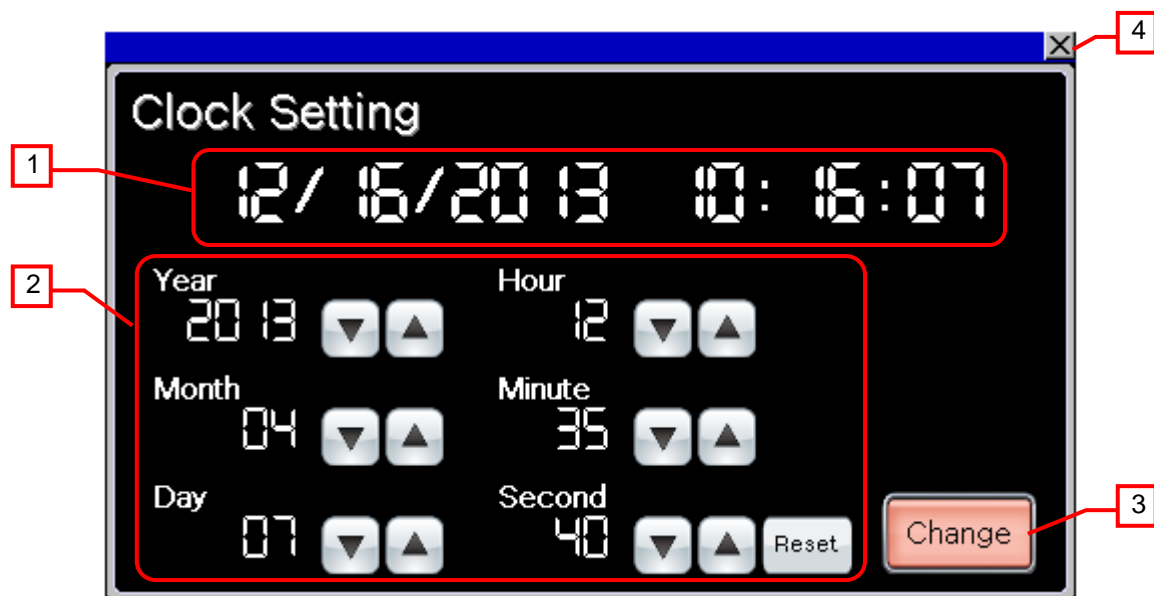 4
Clock Setting
1
12/16/2013 10:16:07
2
Year
2013
Hour
12
Month
04
Minute
35
Day
07
Second
40
Reset
Change
3